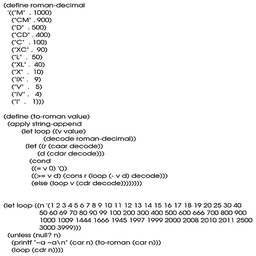 (define roman-decimal
'(("M" . 1000)
("CM" . 900)
("D" . 500)
("CD" . 400)
("C" . 100)
("XC" . 90)
("L" . 50)
("XL" . 40)
("X" . 10)
("IX" . 9)
("V" . 5)
("IV" . 4)
("I" . 1)))
(define (to-roman value)
(apply string-append
(let loop ((v value)
(decode roman-decimal))
(let ((r (caar decode))
(d (cdar decode)))
(cond
((= v 0) '())
((>= v d) (cons r (loop (- v d) decode)))
(else (loop v (cdr decode))))))))
(let loop ((n '(1 2 3 4 5 6 7 8 9 10 11 12 13 14 15 16 17 18 19 20 25 30 40
50 60 69 70 80 90 99 100 200 300 400 500 600 666 700 800 900
1000 1009 1444 1666 1945 1997 1999 2000 2008 2010 2011 2500
3000 3999)))
(unless (null? n)
(printf "~a ~a\n" (car n) (to-roman (car n)))
(loop (cdr n))))